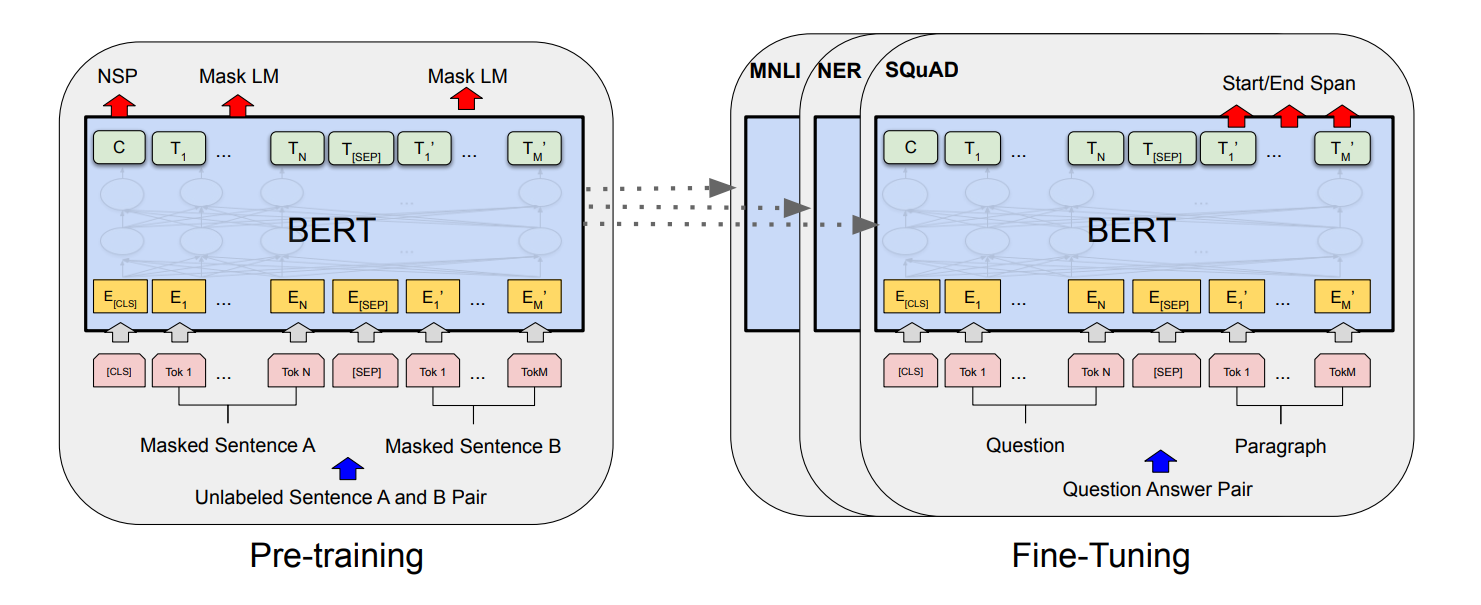 NSP Mask LM Mask LM
C T1 ... TN T[SEP] T1’ ... TM’
...
BERT
...
E[CLS] E1 ... EN E[SEP] E1’ ... EM’
[CLS] Tok 1 ... Tok N [SEP] Tok 1 ... TokM
Masked Sentence A Masked Sentence B
Unlabeled Sentence A and B Pair
Pre-training
MNLI NER SQuAD
Start/End Span
C T1 ... TN T[SEP] T1’ ... TM’
...
BERT
...
E[CLS] E1 ... EN E[SEP] E1’ ... EM’
[CLS] Tok 1 ... Tok N [SEP] Tok 1 ... TokM
Question Paragraph
Question Answer Pair
Fine-Tuning